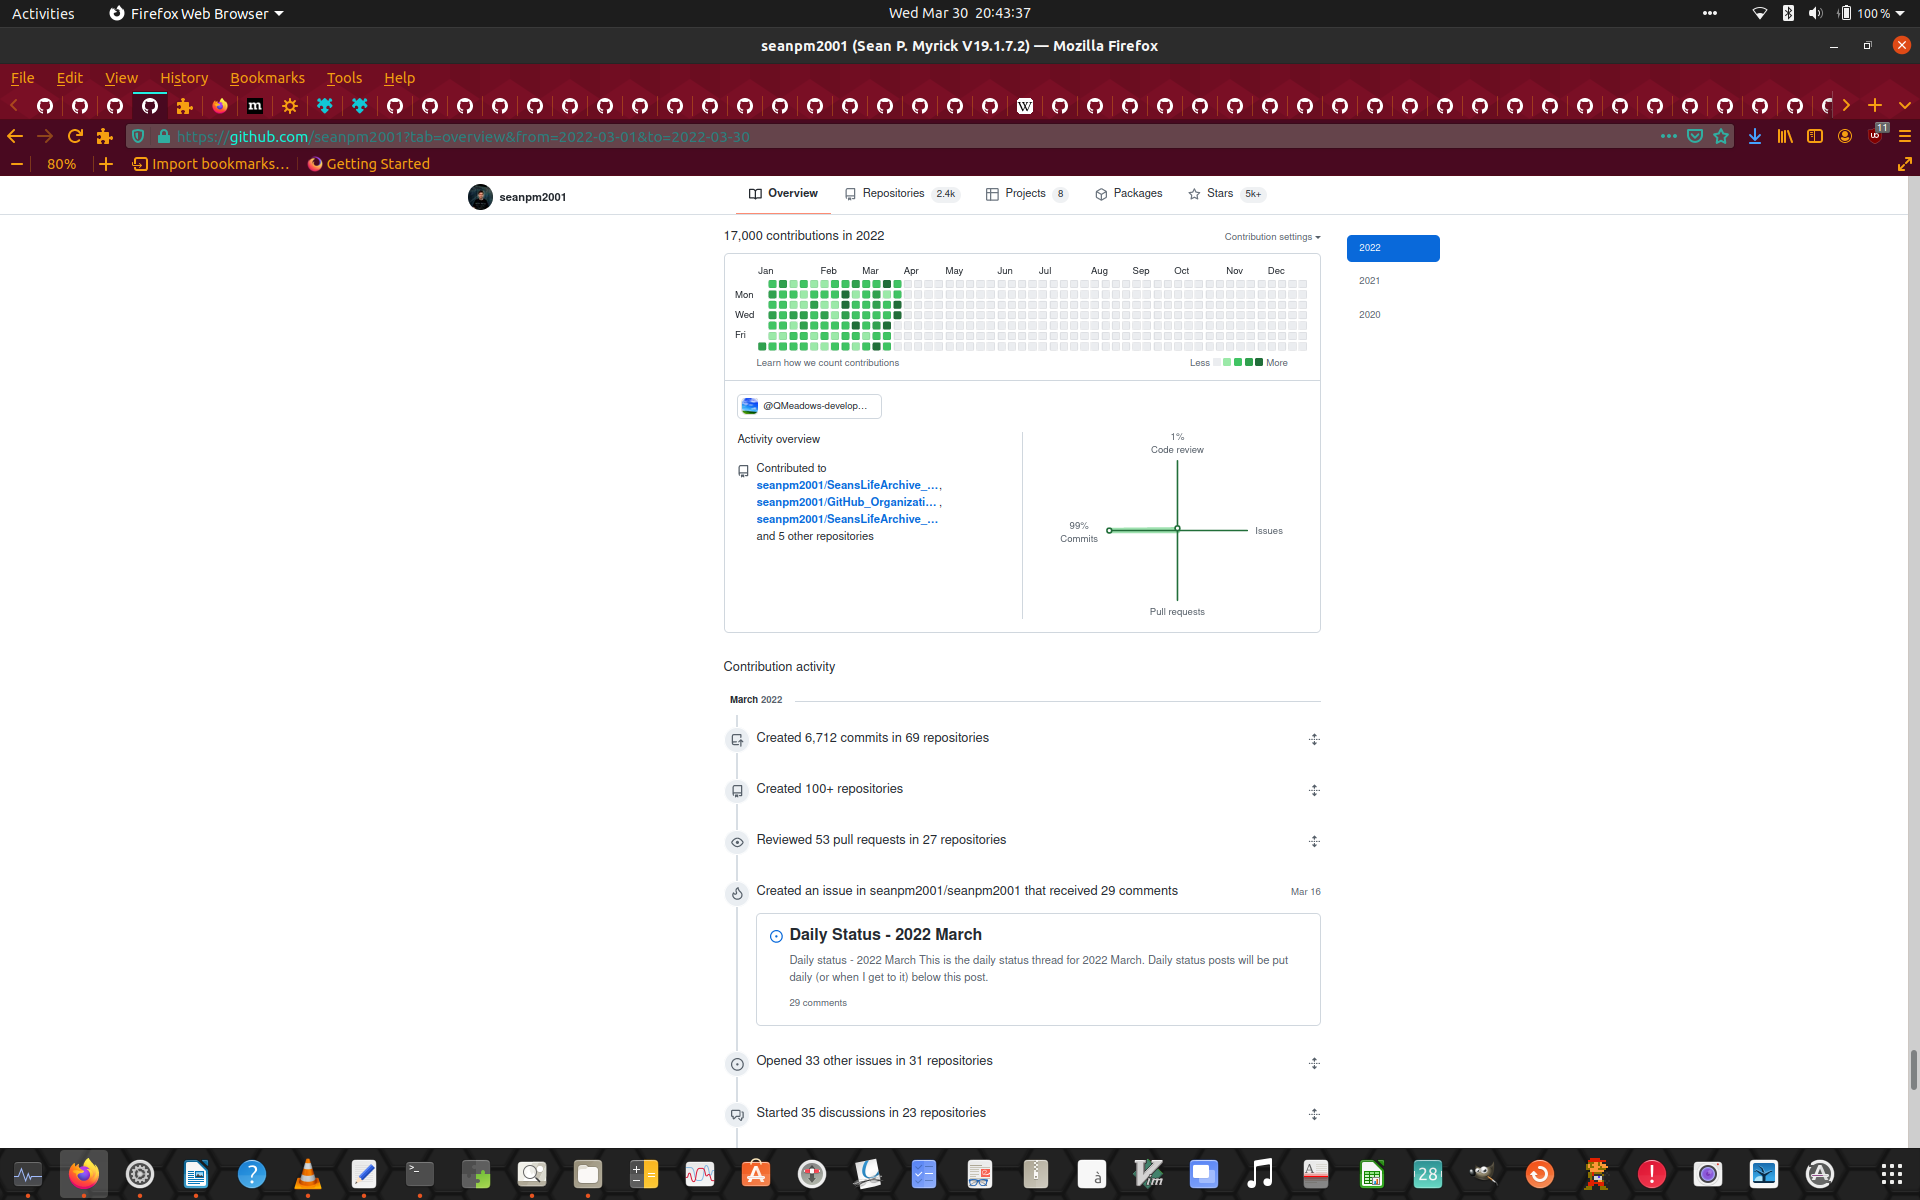 Activities
Firefox Web Browser
Wed Mar 30 20:43:37
100 %
seanpm2001 (Sean P. Myrick V19.1.7.2) — Mozilla Firefox
File Edit View History Bookmarks Tools Help
https://github.com/seanpm2001?tab=overview&from=2022-03-01&to=2022-03-30
11
80%
Import bookmarks...
Getting Started
seanpm2001
Overview
Repositories 2.4k
Projects 8
Packages
Stars 5k+
17,000 contributions in 2022
Contribution settings
2022
2021
2020
Jan Feb Mar Apr May Jun Jul Aug Sep Oct Nov Dec
Mon
Wed
Fri
Learn how we count contributions
Less More
@QMeadows-develop...
Activity overview
Contributed to
seanpm2001/SeansLifeArchive_... ,
seanpm2001/GitHub_Organizati... ,
seanpm2001/SeansLifeArchive_...
and 5 other repositories
1%
Code review
99%
Commits
Issues
Pull requests
Contribution activity
March 2022
Created 6,712 commits in 69 repositories
Created 100+ repositories
Reviewed 53 pull requests in 27 repositories
Created an issue in seanpm2001/seanpm2001 that received 29 comments
Mar 16
Daily Status - 2022 March
Daily status - 2022 March This is the daily status thread for 2022 March. Daily status posts will be put
daily (or when I get to it) below this post.
29 comments
Opened 33 other issues in 31 repositories
Started 35 discussions in 23 repositories
28